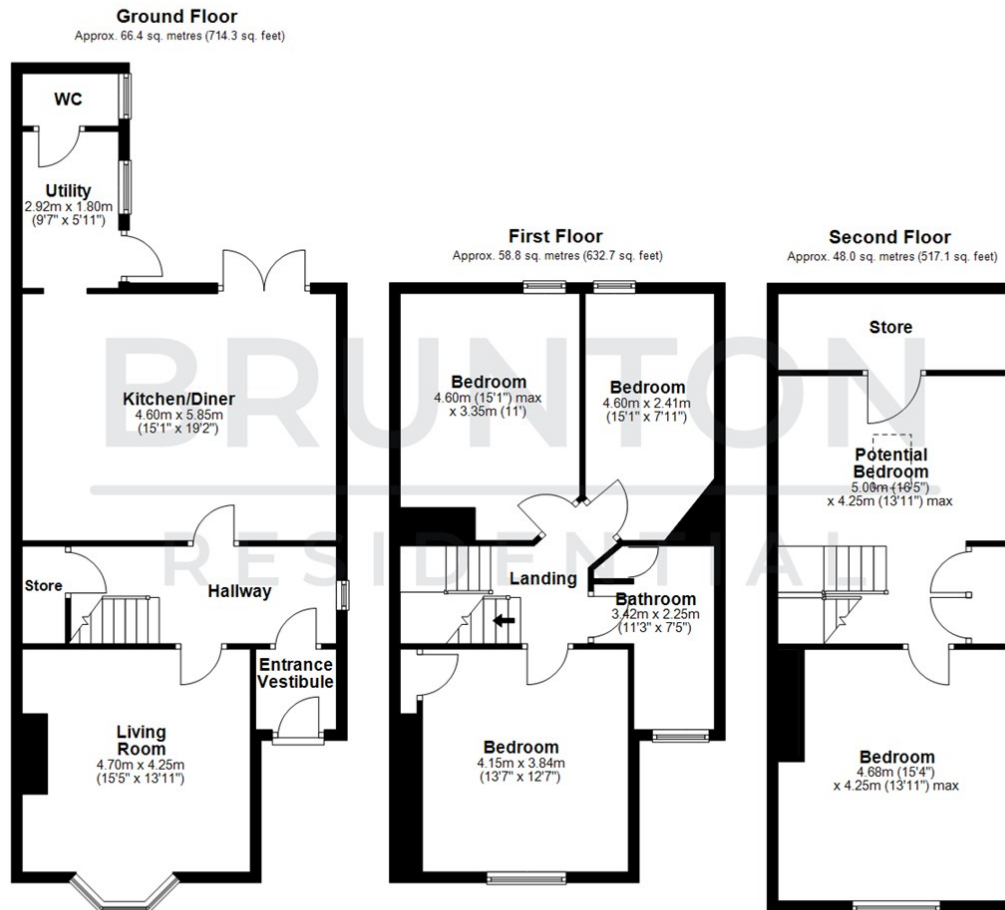 Ground Floor
Approx. 66.4 sq. metres (714.3 sq. feet)
WC
Utility
2.92m x 1.80m
(9'7" x 5'11")
Kitchen/Diner
4.60m x 5.85m
(15'1" x 19'2")
Store
Hallway
Entrance
Vestibule
Living
Room
4.70m x 4.25m
(15'5" x 13'11")
First Floor
Approx. 58.8 sq. metres (632.7 sq. feet)
Bedroom
4.60m (15'1") max
x 3.35m (11')
Bedroom
4.60m x 2.41m
(15'1" x 7'11")
Landing
Bathroom
3.42m x 2.25m
(11'3" x 7'5")
Bedroom
4.15m x 3.84m
(13'7" x 12'7")
Second Floor
Approx. 48.0 sq. metres (517.1 sq. feet)
Store
Potential
Bedroom
5.00m (16'5")
x 4.25m (13'11") max
Bedroom
4.68m (15'4")
x 4.25m (13'11") max
BRUNTON
RESIDENTIAL